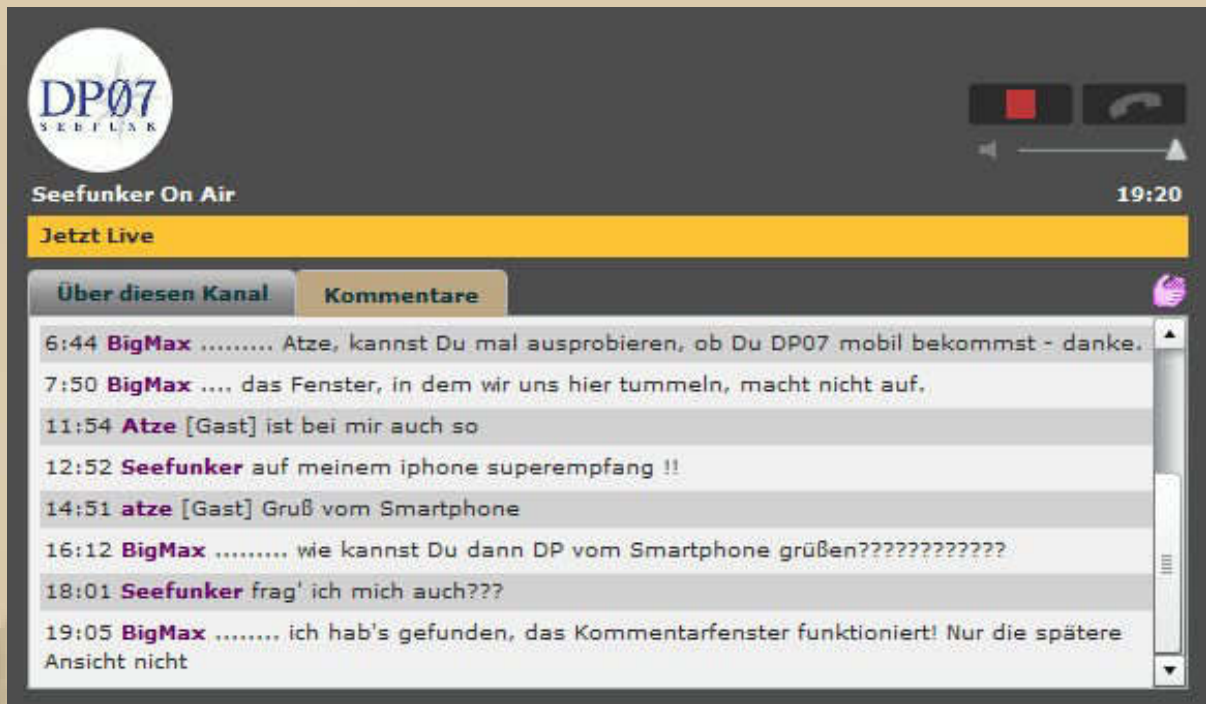 DP07
SEEFUNK
Seefunker On Air
19:20
Jetzt Live
Über diesen Kanal
Kommentare
6:44 BigMax ......... Atze, kannst Du mal ausprobieren, ob Du DP07 mobil bekommst - danke.
7:50 BigMax .... das Fenster, in dem wir uns hier tummeln, macht nicht auf.
11:54 Atze [Gast] ist bei mir auch so
12:52 Seefunker auf meinem iphone superempfang !!
14:51 atze [Gast] Gruß vom Smartphone
16:12 BigMax ......... wie kannst Du dann DP vom Smartphone grüßen????????????
18:01 Seefunker frag' ich mich auch???
19:05 BigMax ........ ich hab's gefunden, das Kommentarfenster funktioniert! Nur die spätere
Ansicht nicht